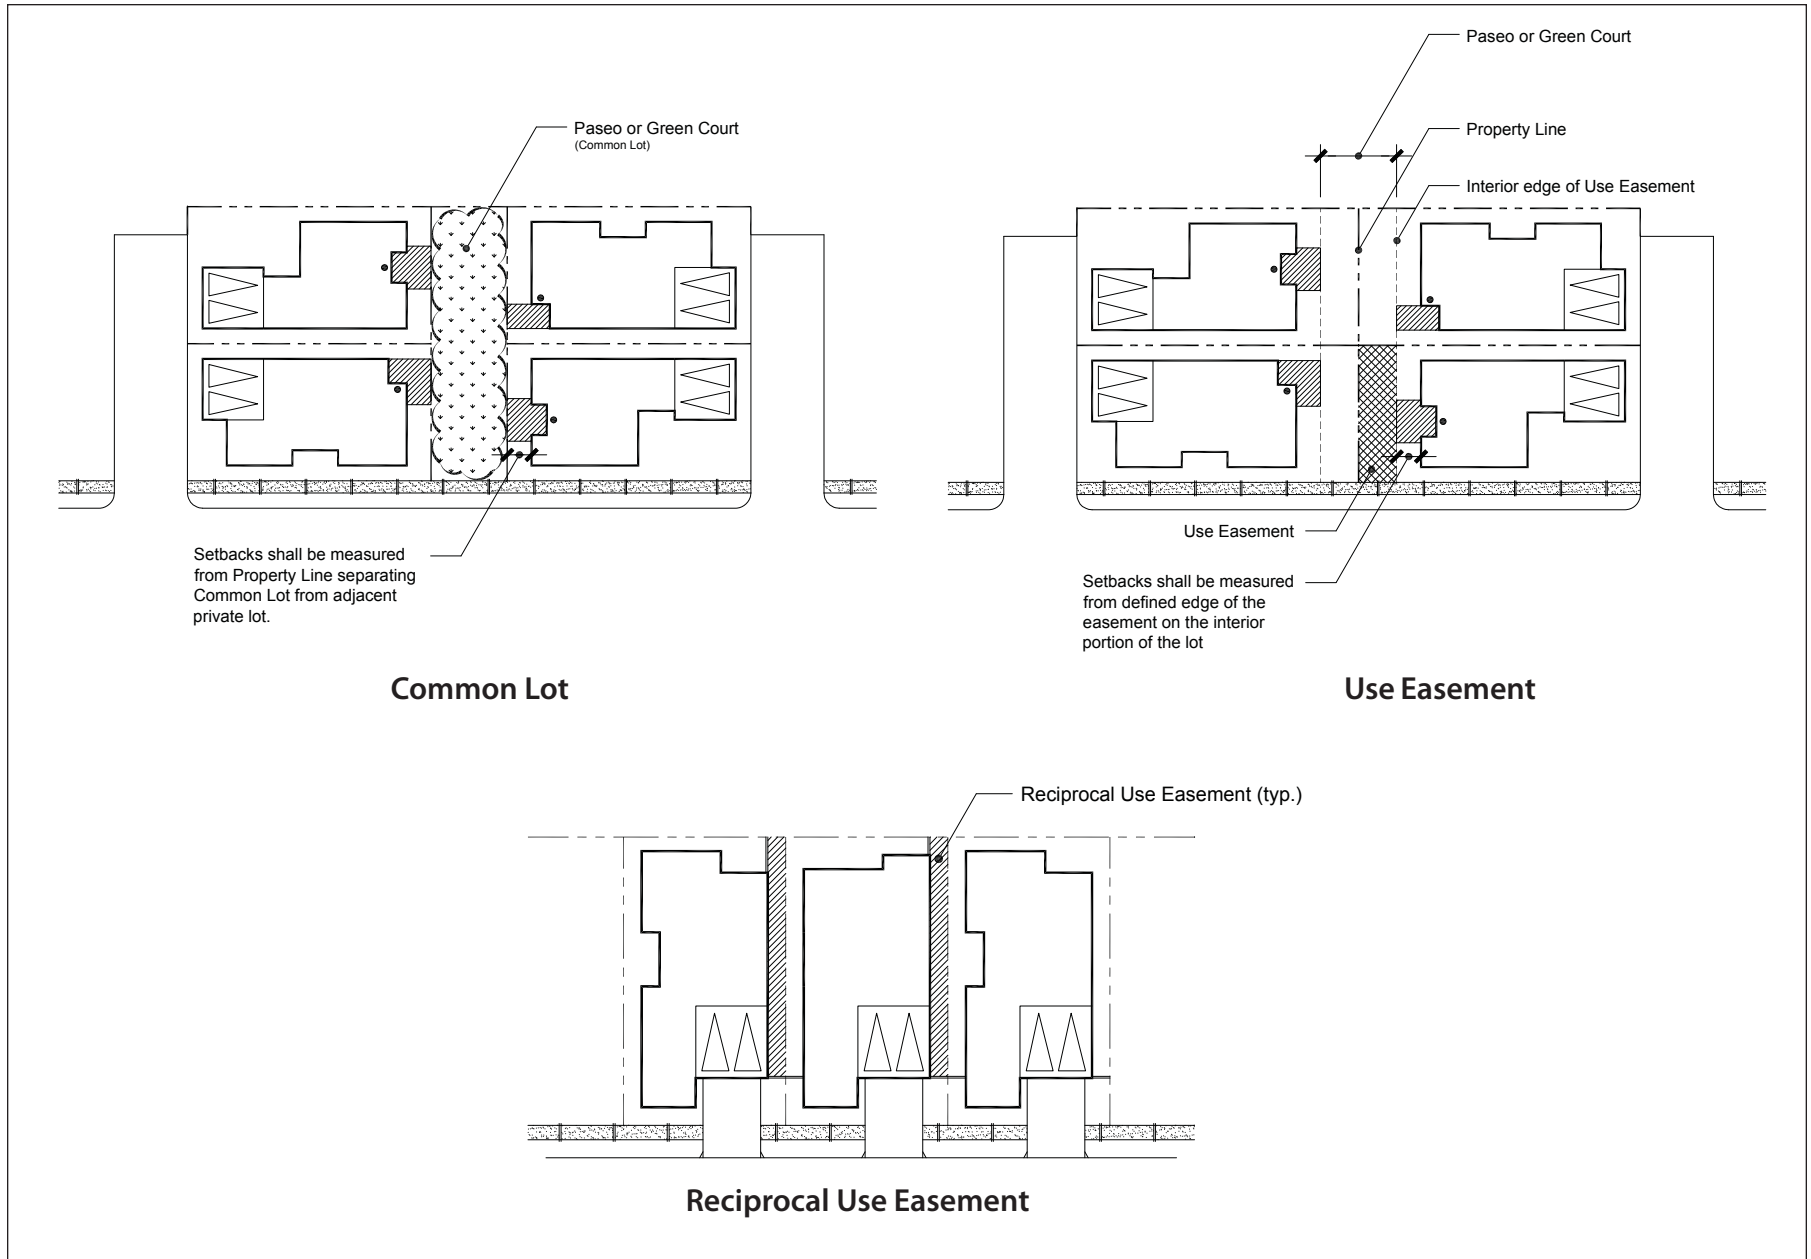 Paseo or Green Court
(Common Lot)
Setbacks shall be measured
from Property Line separating
Common Lot from adjacent
private lot.
Common Lot
Paseo or Green Court
Property Line
Interior edge of Use Easement
Use Easement
Setbacks shall be measured
from defined edge of the
easement on the interior
portion of the lot
Use Easement
Reciprocal Use Easement (typ.)
Reciprocal Use Easement